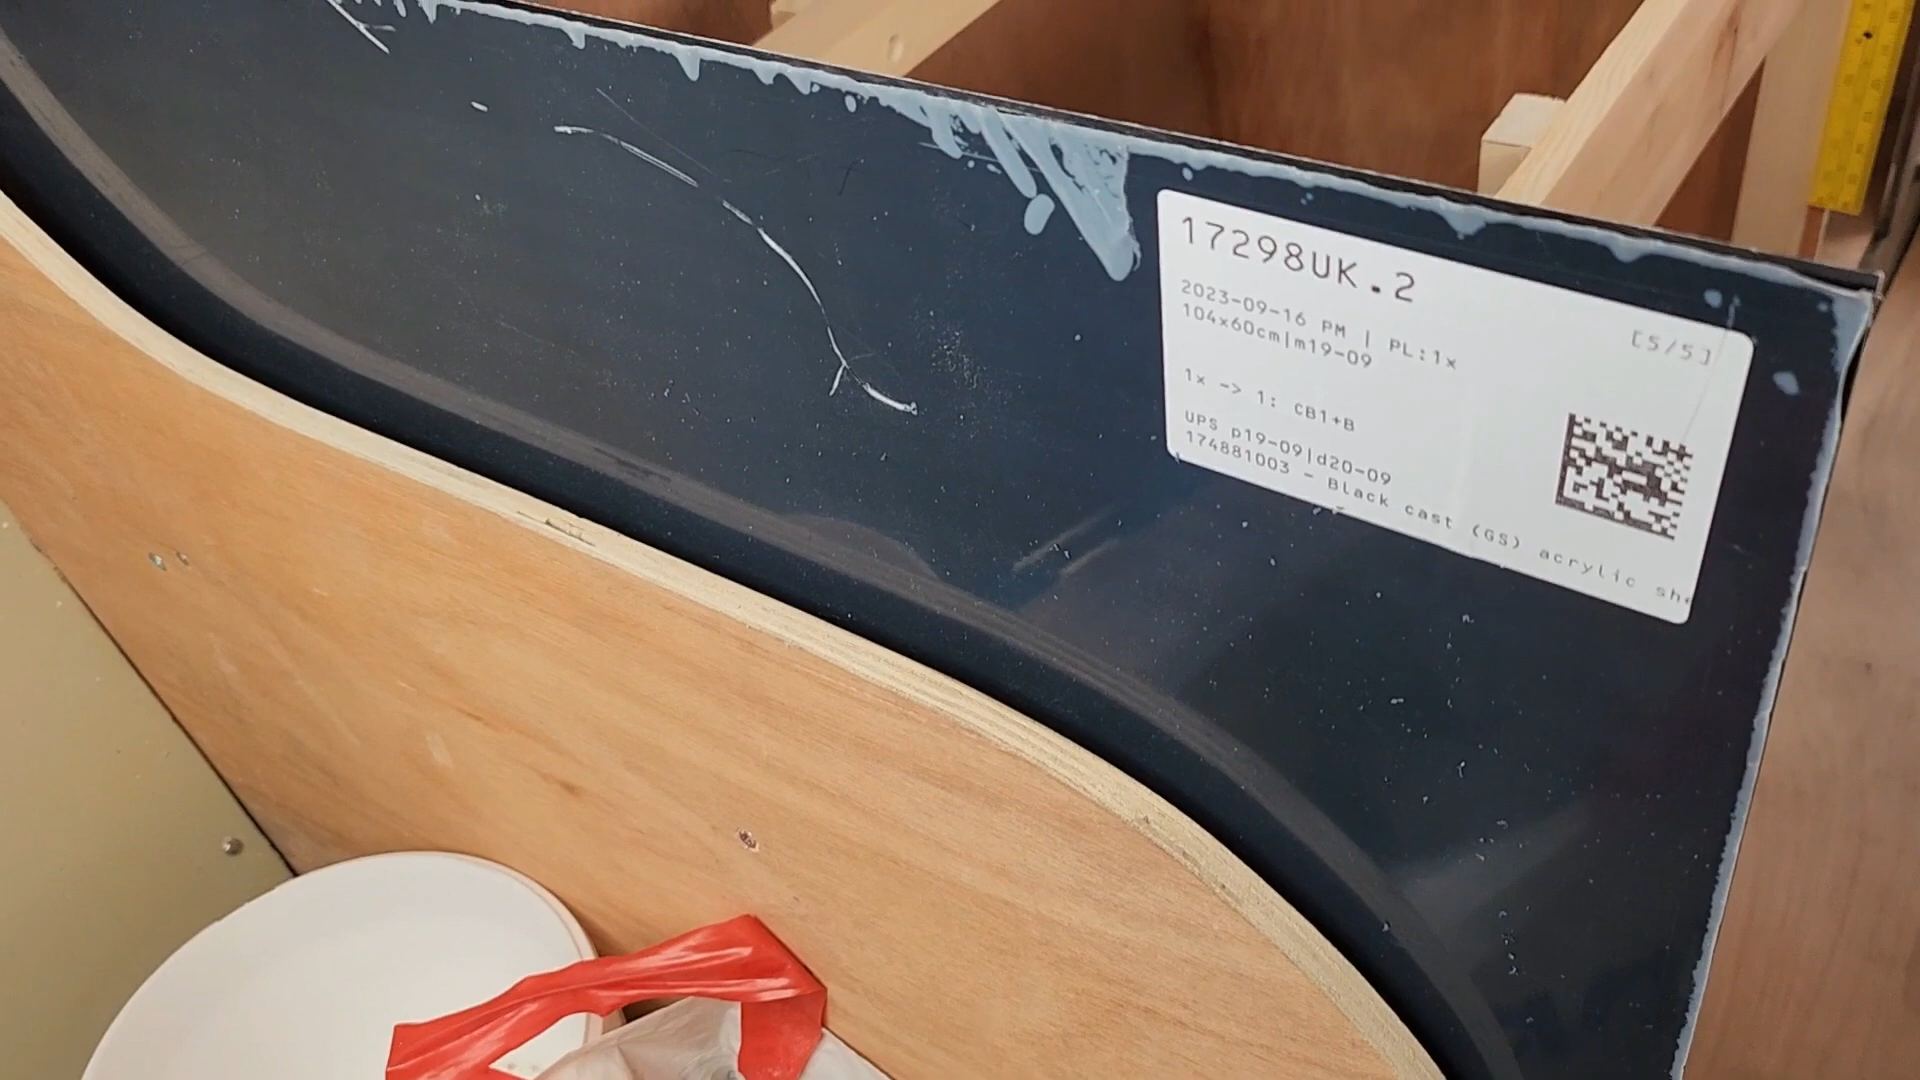 17298UK.2
2023-09-16 PM | PL:1x
[5/5]
104x60cm|m19-09
1x -> 1: CB1+B
UPS p19-09|d20-09
174881003 - Black cast (GS) acrylic she